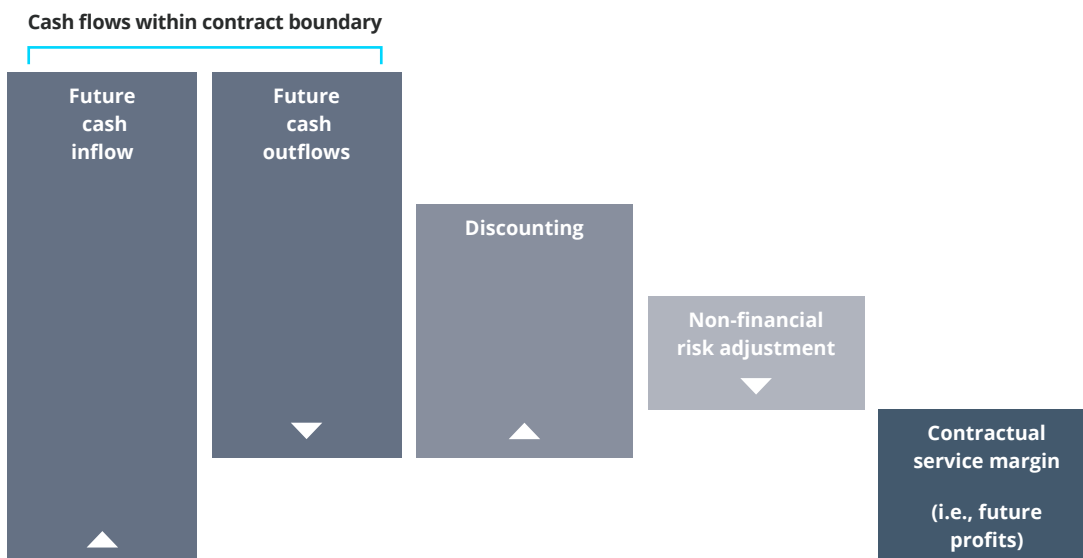 Cash flows within contract boundary
Future
cash
inflow
Future
cash
outflows
Discounting
Non-financial
risk adjustment
Contractual
service margin
(i.e., future
profits)